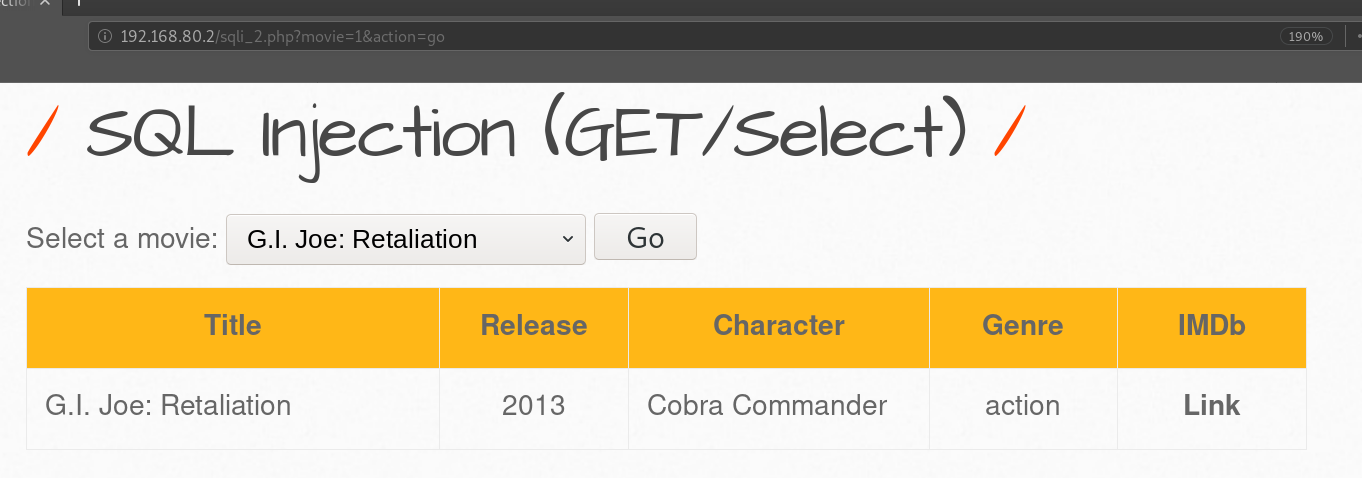 192.168.80.2/sqli_2.php?movie=1&action=go
190%
/ SQL Injection (GET/Select) /
Select a movie: G.I. Joe: Retaliation Go
Title Release Character Genre IMDb
G.I. Joe: Retaliation 2013 Cobra Commander action Link